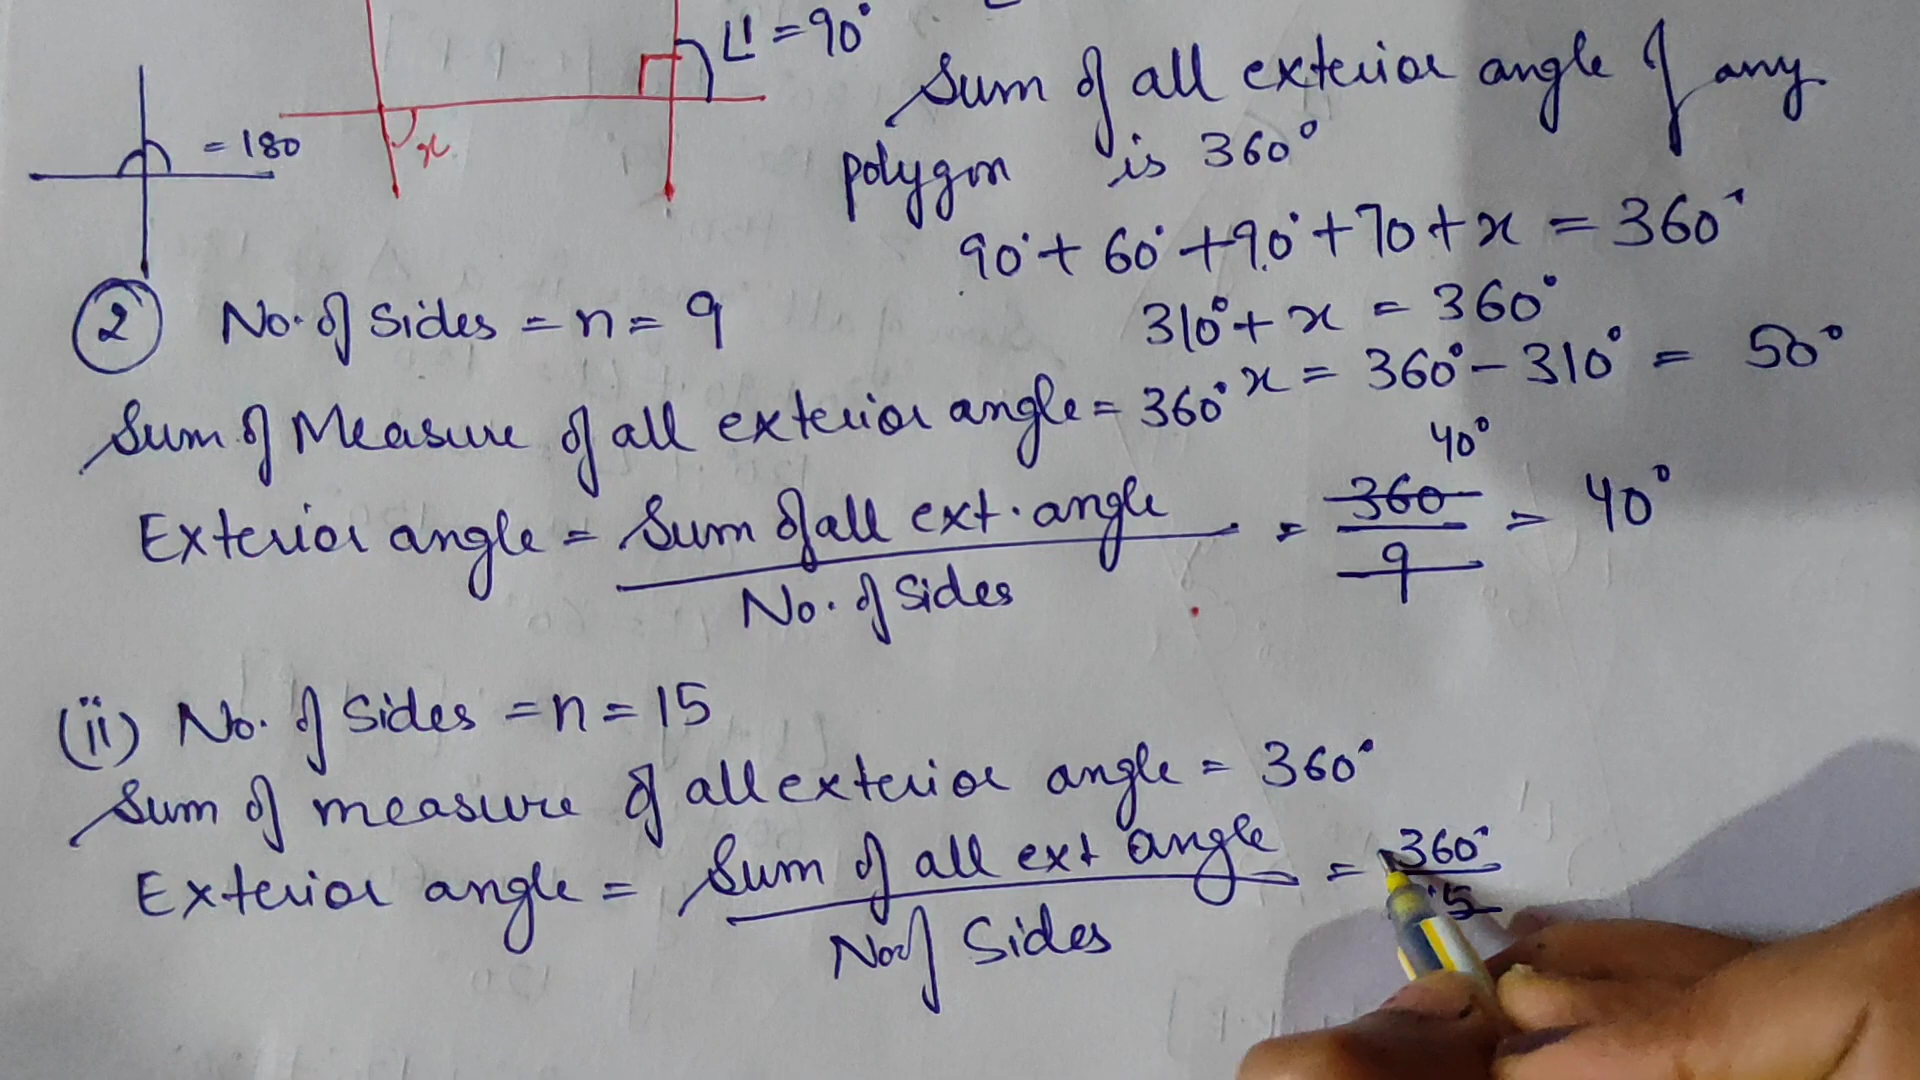 ∟1 = 90°
= 180
x
Sum of all exterior angle of any
polygon is 360°
90° + 60° + 90° + 70 + x = 360°
310° + x = 360°
x = 360° - 310° = 50°
(2) No. of Sides = n = 9
Sum of Measure of all exterior angle = 360°
Exterior angle = Sum of all ext. angle / No. of Sides = 360 / 9 = 40°
40°
(ii) No. of Sides = n = 15
Sum of measure of all exterior angle = 360°
Exterior angle = Sum of all ext angle / No of Sides = 360° / 15